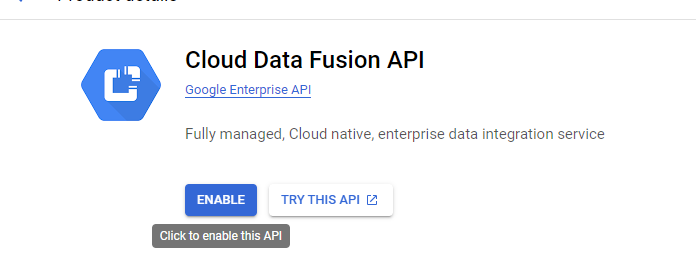 Cloud Data Fusion API
Google Enterprise API
Fully managed, Cloud native, enterprise data integration service
ENABLE
TRY THIS API
Click to enable this API